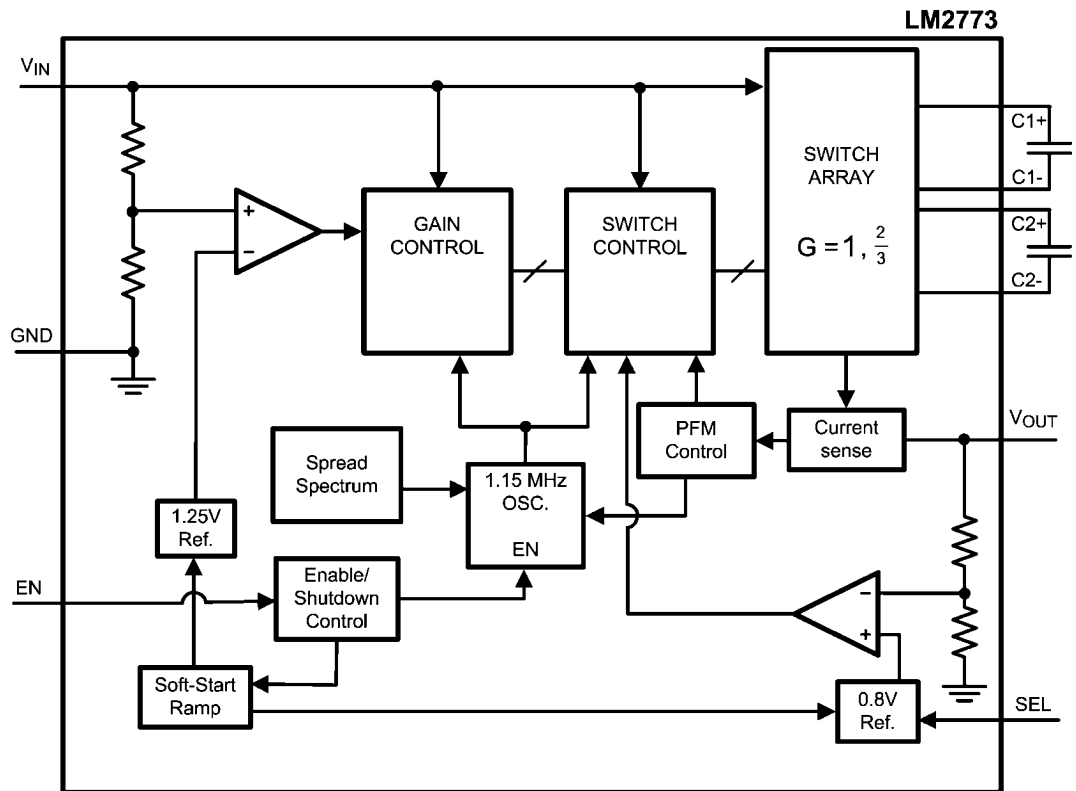 LM2773
VIN
C1+
SWITCH
ARRAY
C1-
G = 1, 2/3
C2+
C2-
+
-
GAIN
CONTROL
SWITCH
CONTROL
GND
VOUT
PFM
Control
Current
sense
Spread
Spectrum
1.15 MHz
OSC.
EN
1.25V
Ref.
EN
Enable/
Shutdown
Control
-
+
Soft-Start
Ramp
0.8V
Ref.
SEL